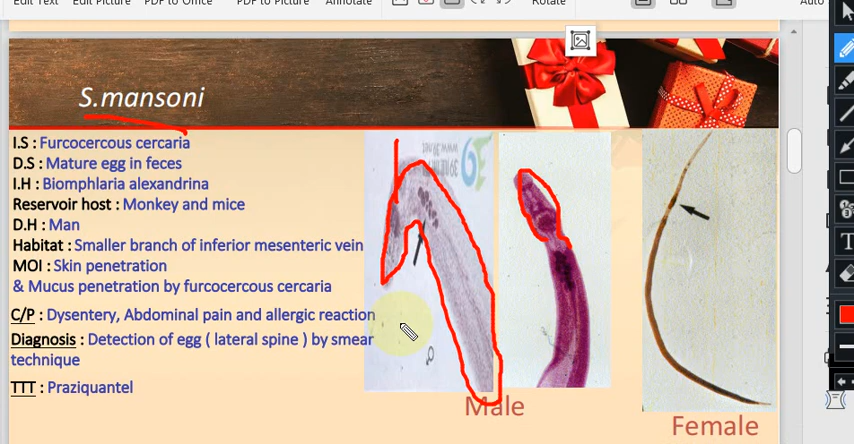 Edit Text Edit Picture PDF to Office PDF to Picture Annotate Rotate Auto
S.mansoni
I.S : Furcocercous cercaria
D.S : Mature egg in feces
I.H : Biomphlaria alexandrina
Reservoir host : Monkey and mice
D.H : Man
Habitat : Smaller branch of inferior mesenteric vein
MOI : Skin penetration
& Mucus penetration by furcocercous cercaria
C/P : Dysentery, Abdominal pain and allergic reaction
Diagnosis : Detection of egg ( lateral spine ) by smear
technique
TTT : Praziquantel
Male
Female